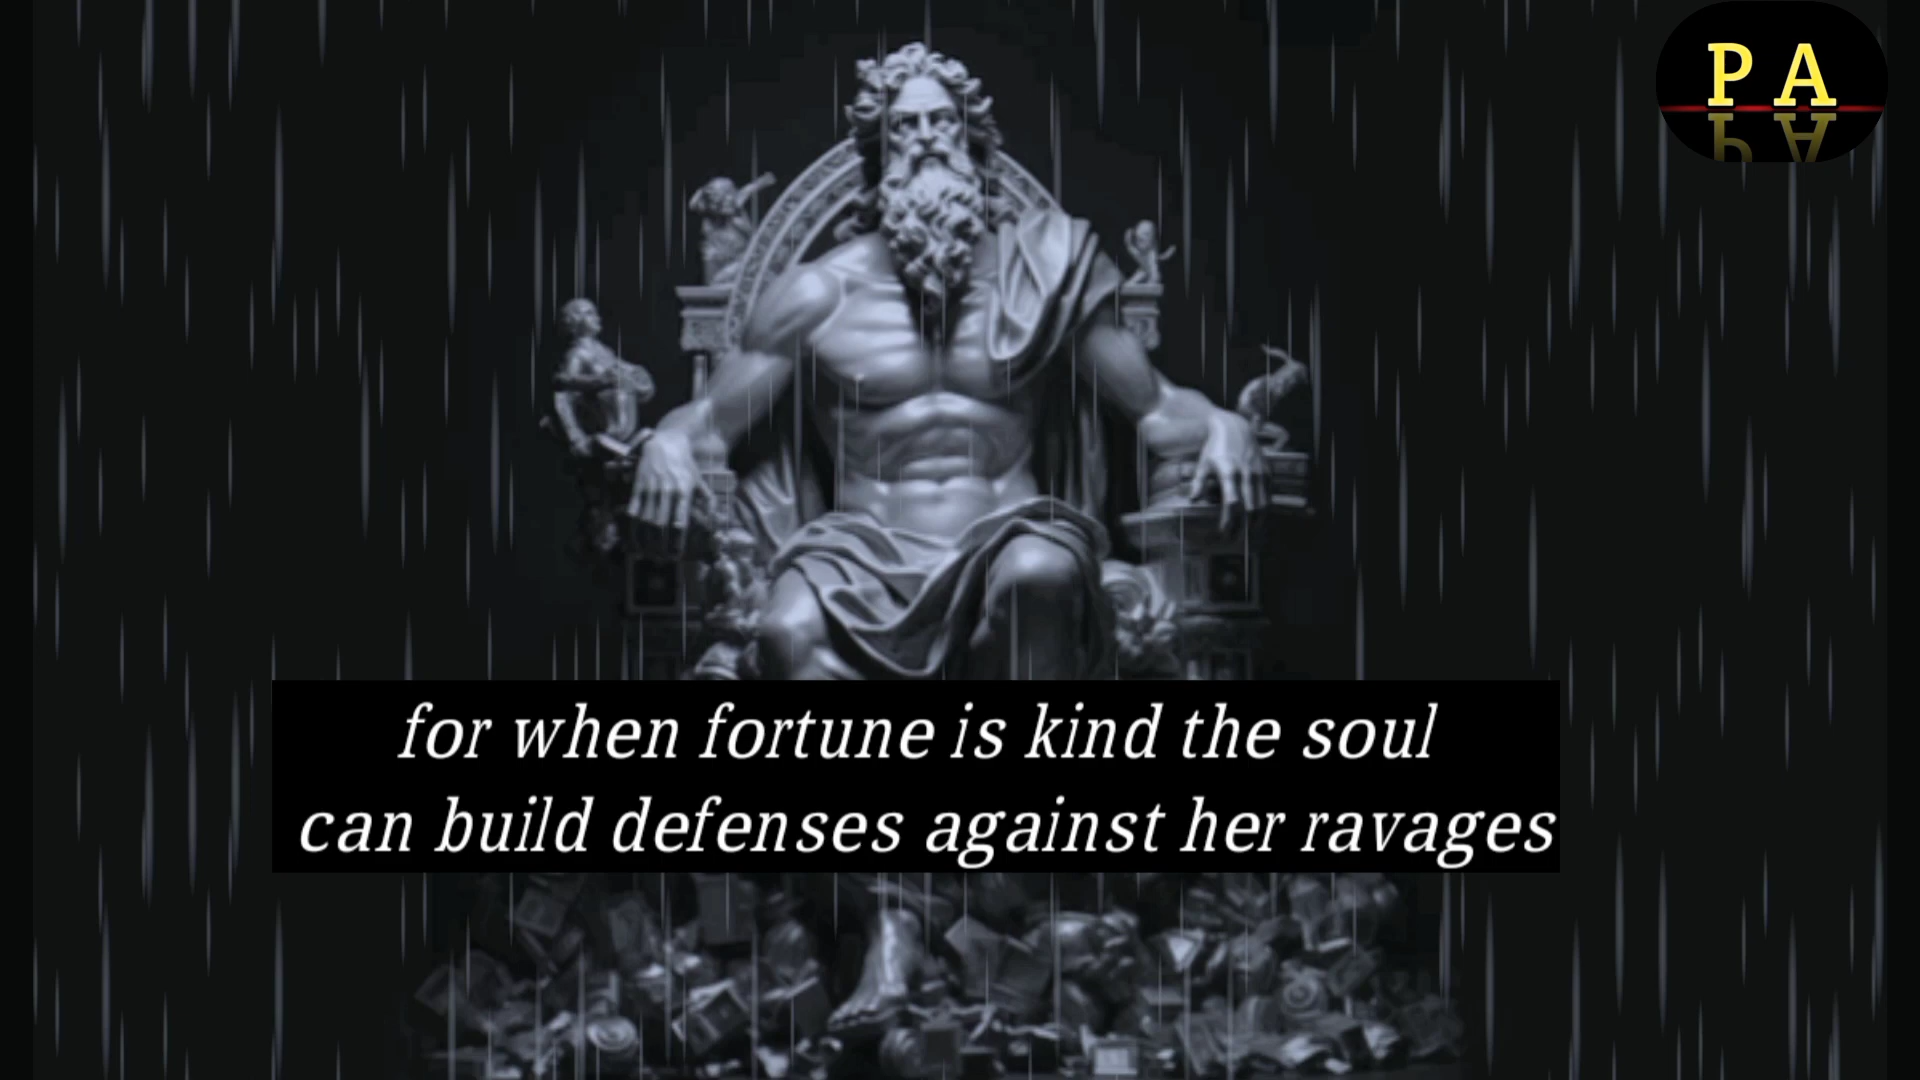 P A
for when fortune is kind the soul
can build defenses against her ravages